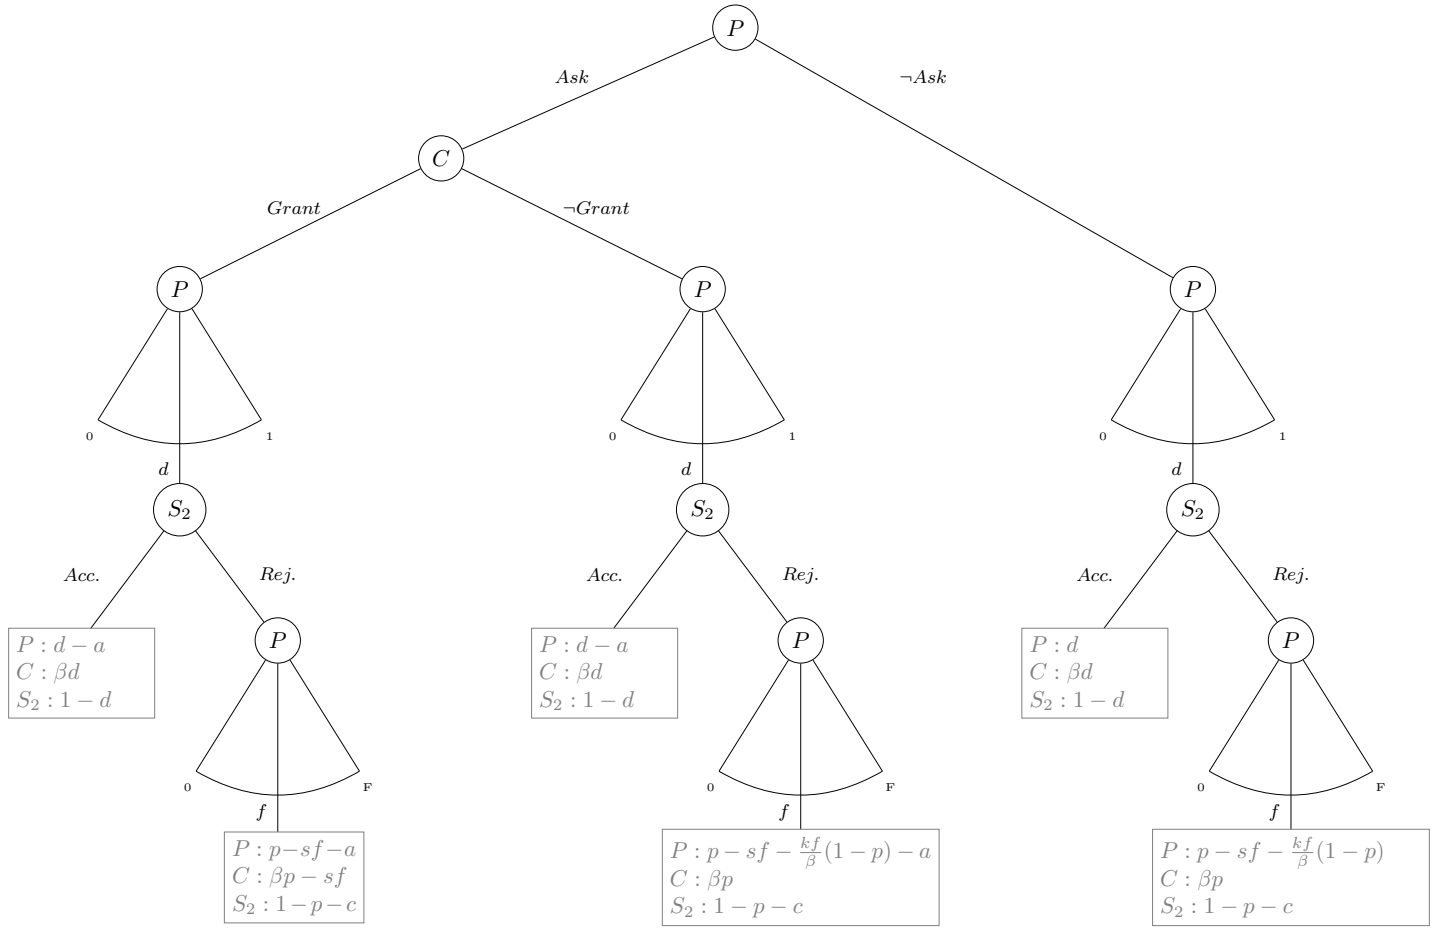 P
Ask
¬Ask
C
Grant
¬Grant
P
P
P
0
1
0
1
0
1
d
d
d
S₂
S₂
S₂
Acc.
Rej.
Acc.
Rej.
Acc.
Rej.
P : d − a
C : βd
S₂ : 1 − d
P
P : d − a
C : βd
S₂ : 1 − d
P
P : d
C : βd
S₂ : 1 − d
P
0
F
0
F
0
F
f
f
f
P : p−sf−a
C : βp − sf
S₂ : 1−p−c
P : p − sf − kf/β (1 − p) − a
C : βp
S₂ : 1 − p − c
P : p − sf − kf/β (1 − p)
C : βp
S₂ : 1 − p − c